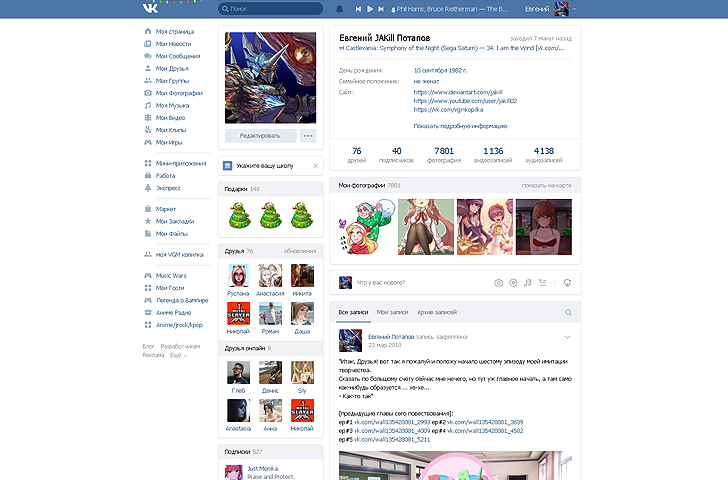 Поиск
Phil Harris, Bruce Reitherman — The B...
Евгений
Моя страница
Мои Новости
Мои Сообщения
Мои Друзья
Мои Группы
Мои Фотографии
Моя Музыка
Мои Видео
Мои Клипы
Мои Игры
Мини-приложения
Работа
Экспресс
Маркет
Мои Закладки
Мои Файлы
моя VGM копилка
Music Wars
Мои Гости
Легенда о Вампире
Аниме Радио
Anime/jrock/kpop
Блог Разработчикам
Реклама Ещё
Редактировать
Укажите вашу школу
Подарки 149
Друзья 76 обновления
Руслана Анастасия Никита
Николай Роман Даша
Друзья онлайн 9
Глеб Денис Sly
Anastasia Анна Николай
Подписки 527
Just Monika.
Praise and Protect.
Евгений JAKill Потапов
заходил 7 минут назад
Castlevania: Symphony of the Night (Sega Saturn) — 34. I am the Wind [vk.com/...
День рождения: 10 сентября 1982 г.
Семейное положение: не женат
Сайт: https://www.deviantart.com/jakill
https://www.youtube.com/user/jakill02
https://vk.com/vgmkopilka
Показать подробную информацию
76 40 7801 1136 4138
друзей подписчиков фотография видеозаписей аудиозаписей
Мои фотографии 7801 показать на карте
Что у вас нового?
Все записи Мои записи Архив записей
Евгений Потапов запись закреплена
23 мар 2018
"Итак, Друзья! вот так я пожалуй и положу начало шестому эпизоду моей имитации
творчества.
Сказать по большому счёту сейчас мне нечего, но тут уж главное начать, а там само
как-нибудь образуется ... хе-хе...
- Как-то так"
[Предыдущие главы сего повествования]:
ep#1 vk.com/wall135428081_2993 ep#2 vk.com/wall135428081_3639
ep#3 vk.com/wall135428081_4009 ep#4 vk.com/wall135428081_4582
ep#5 vk.com/wall135428081_5211